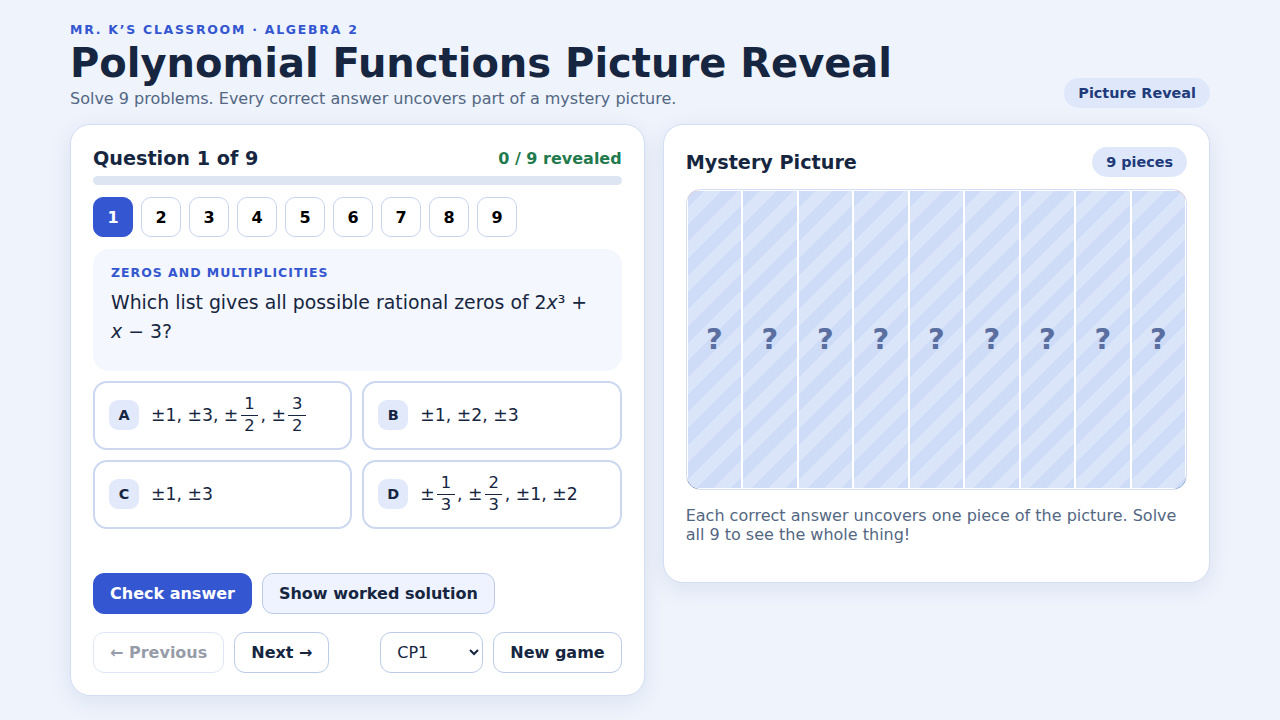 MR. K’S CLASSROOM · ALGEBRA 2
Polynomial Functions Picture Reveal
Solve 9 problems. Every correct answer uncovers part of a mystery picture.
Picture Reveal
Question 1 of 9
0 / 9 revealed
1 2 3 4 5 6 7 8 9
ZEROS AND MULTIPLICITIES
Which list gives all possible rational zeros of 2x³ +
x − 3?
A ±1, ±3, ±1/2, ±3/2
B ±1, ±2, ±3
C ±1, ±3
D ±1/3, ±2/3, ±1, ±2
Check answer
Show worked solution
← Previous
Next →
CP1
New game
Mystery Picture
9 pieces
? ? ? ? ? ? ? ? ?
Each correct answer uncovers one piece of the picture. Solve
all 9 to see the whole thing!